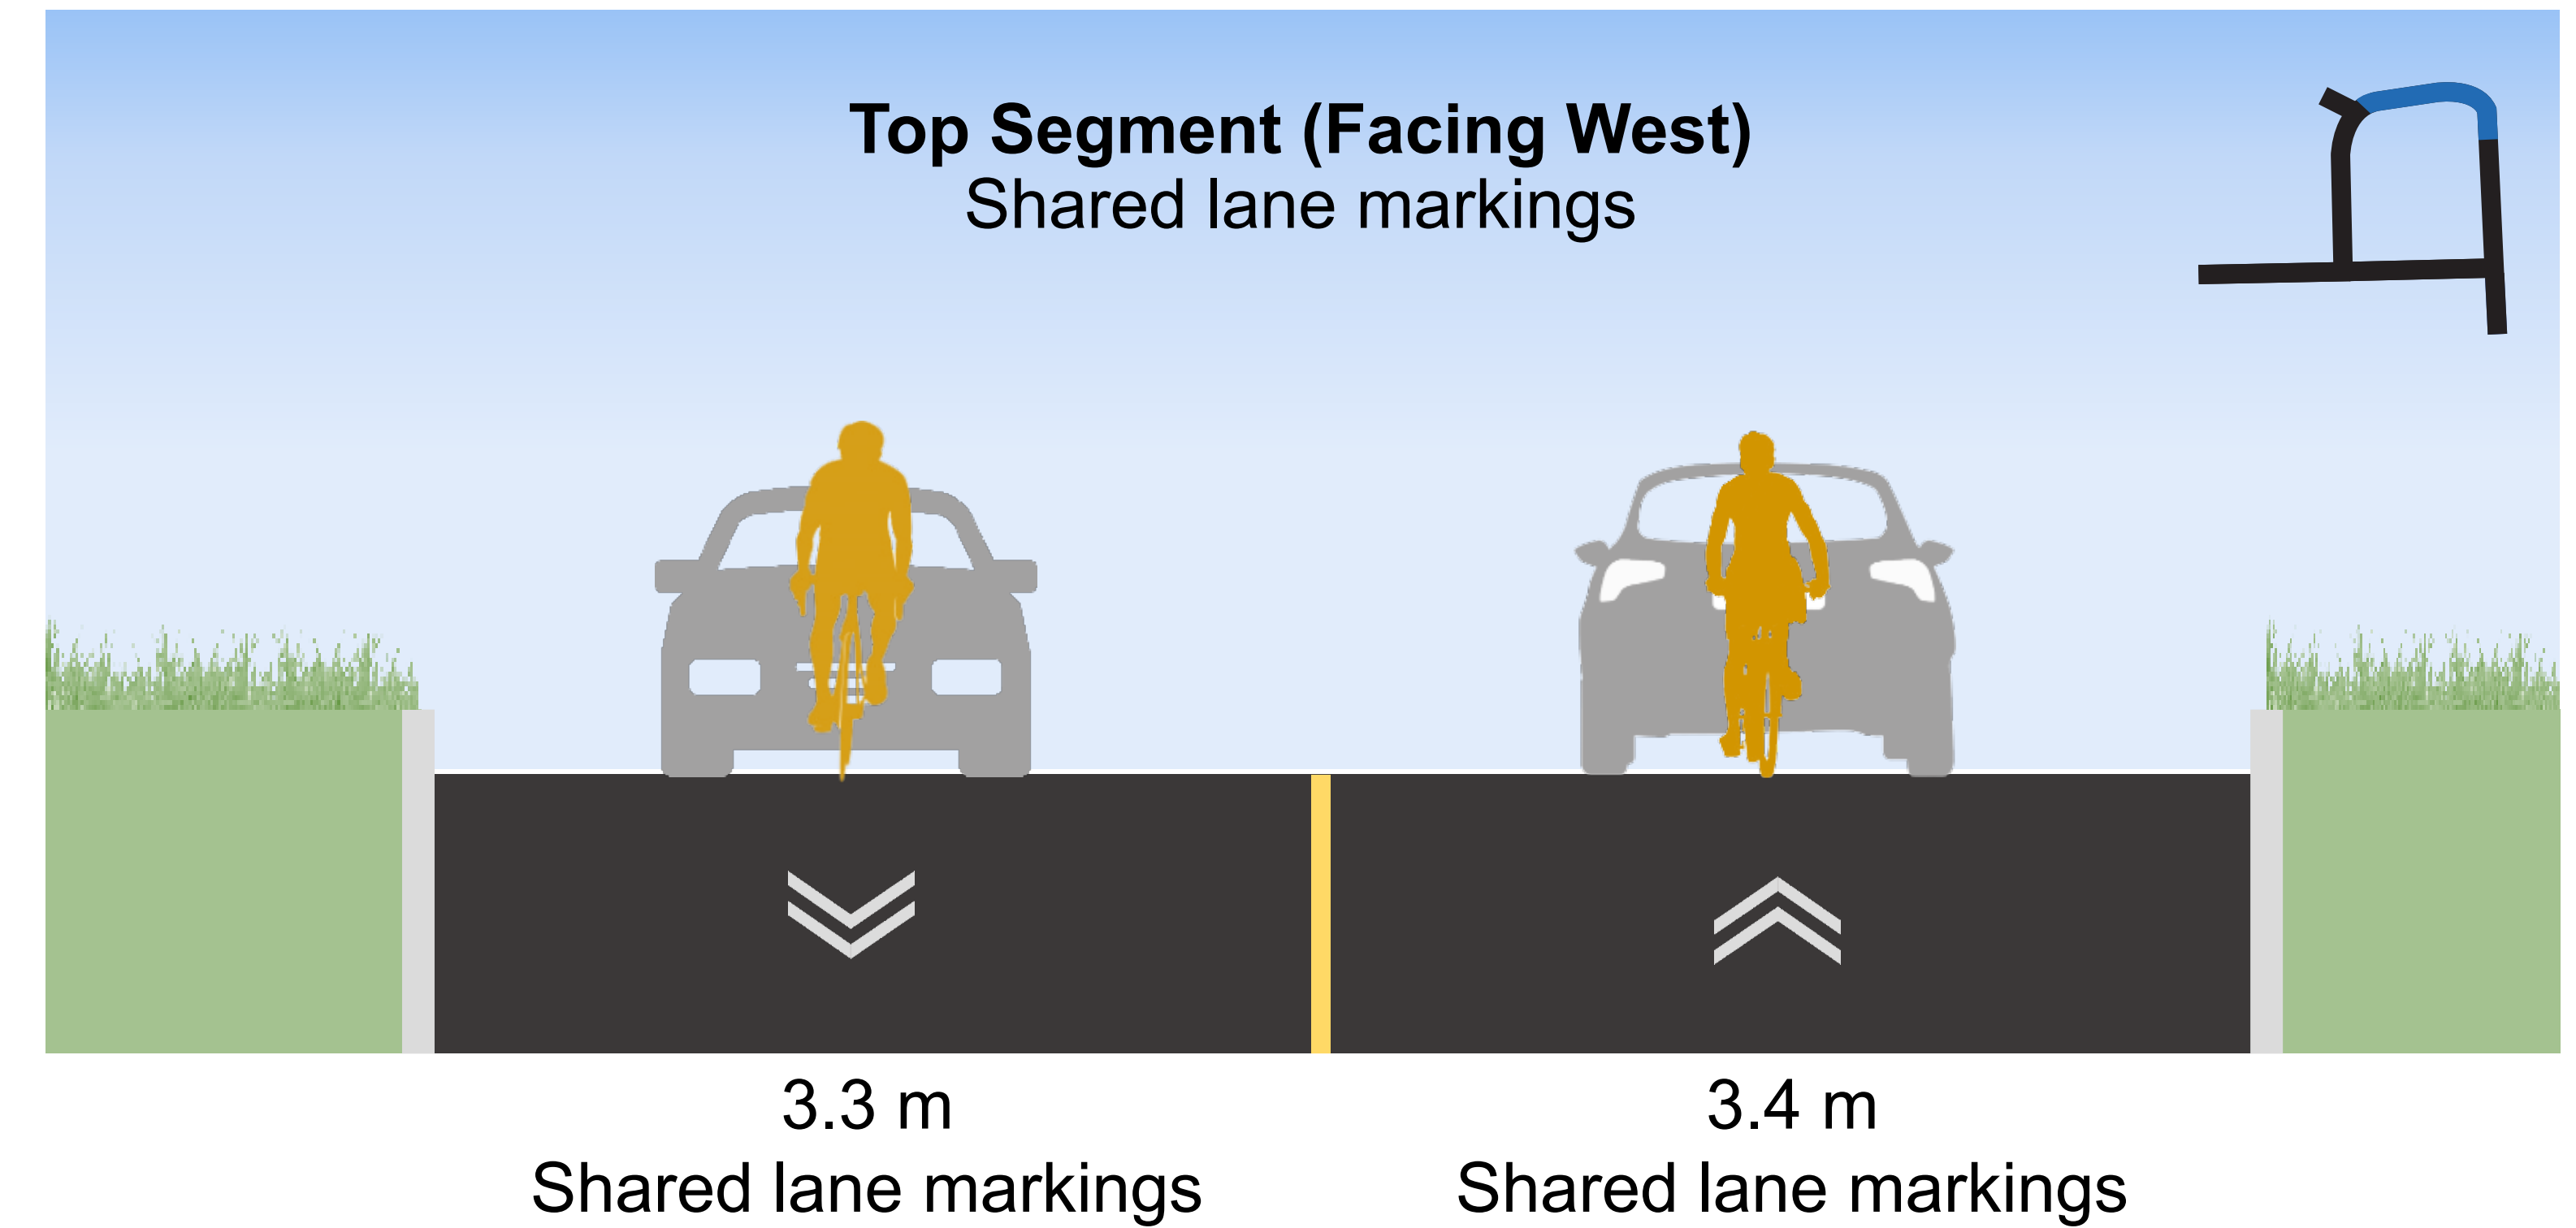 Top Segment (Facing West)
Shared lane markings
3.3 m
Shared lane markings
3.4 m
Shared lane markings